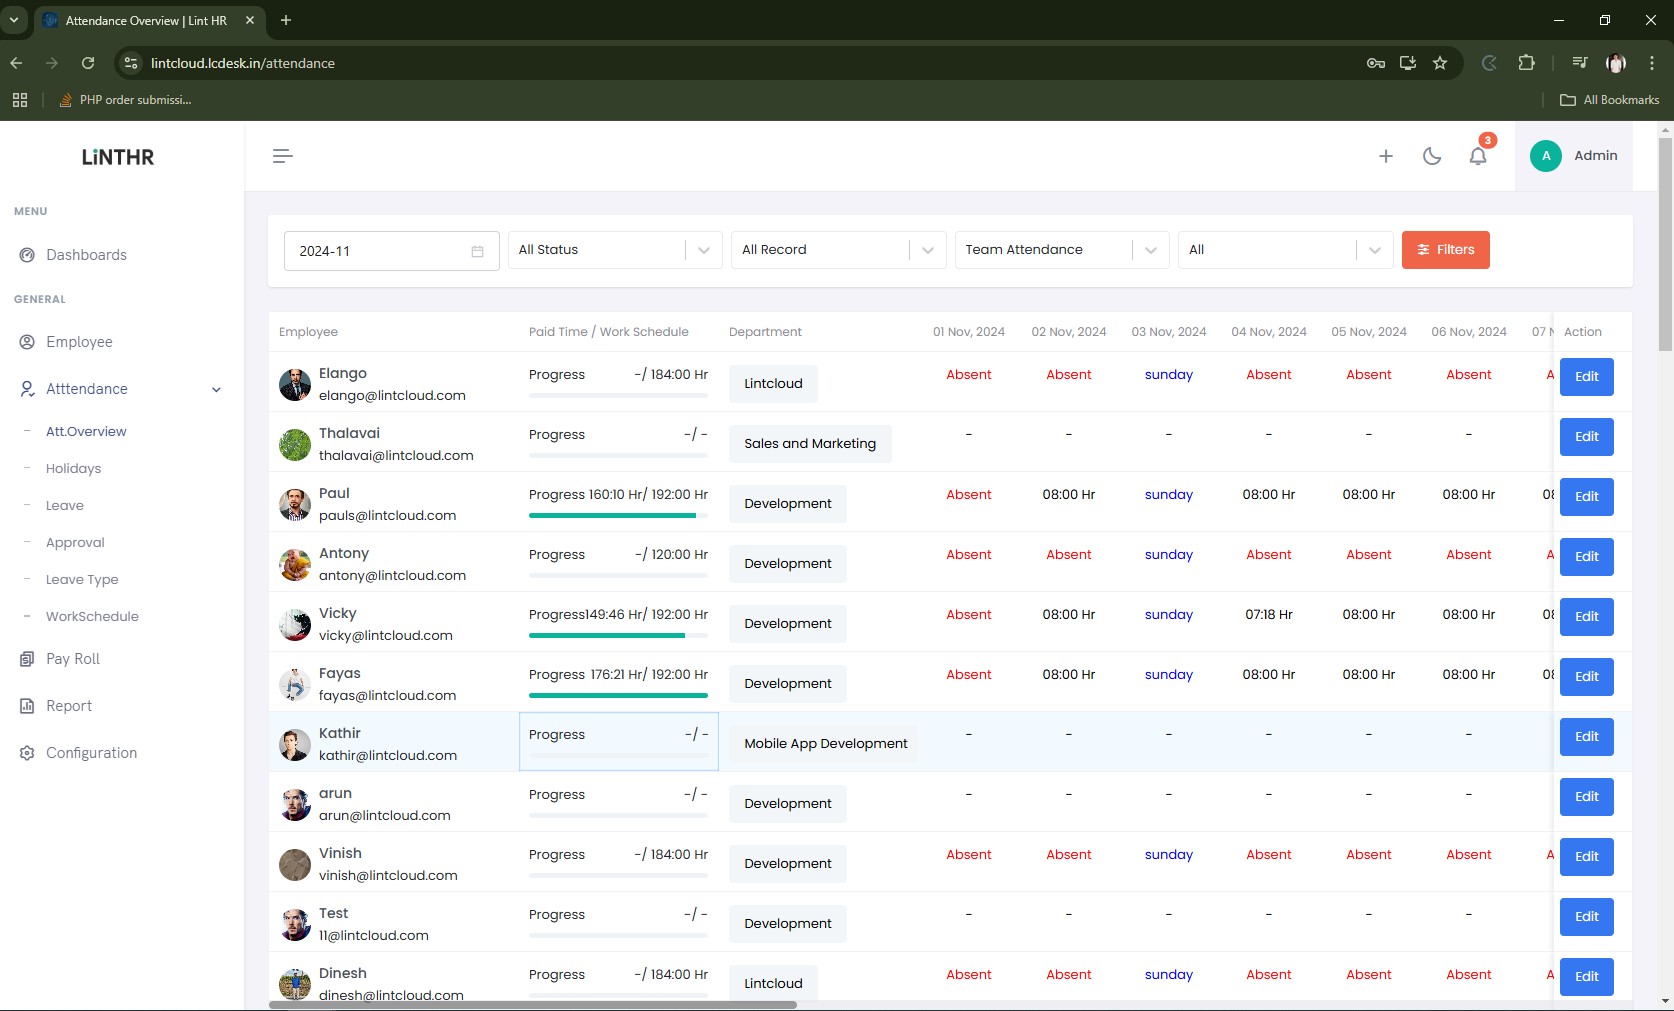 Attendance Overview | Lint HR
lintcloud.lcdesk.in/attendance
PHP order submissi...
All Bookmarks
LiNTHR
3
A
Admin
MENU
Dashboards
GENERAL
Employee
Atttendance
Att.Overview
Holidays
Leave
Approval
Leave Type
WorkSchedule
Pay Roll
Report
Configuration
2024-11
All Status
All Record
Team Attendance
All
Filters
Employee Paid Time / Work Schedule Department 01 Nov, 2024 02 Nov, 2024 03 Nov, 2024 04 Nov, 2024 05 Nov, 2024 06 Nov, 2024 07 Action
Elango Progress -/ 184:00 Hr Lintcloud Absent Absent sunday Absent Absent Absent A Edit
elango@lintcloud.com
Thalavai Progress -/ - Sales and Marketing - - - - - - Edit
thalavai@lintcloud.com
Paul Progress 160:10 Hr/ 192:00 Hr Development Absent 08:00 Hr sunday 08:00 Hr 08:00 Hr 08:00 Hr 08 Edit
pauls@lintcloud.com
Antony Progress -/ 120:00 Hr Development Absent Absent sunday Absent Absent Absent A Edit
antony@lintcloud.com
Vicky Progress149:46 Hr/ 192:00 Hr Development Absent 08:00 Hr sunday 07:18 Hr 08:00 Hr 08:00 Hr 08 Edit
vicky@lintcloud.com
Fayas Progress 176:21 Hr/ 192:00 Hr Development Absent 08:00 Hr sunday 08:00 Hr 08:00 Hr 08:00 Hr 08 Edit
fayas@lintcloud.com
Kathir Progress -/ - Mobile App Development - - - - - - Edit
kathir@lintcloud.com
arun Progress -/ - Development - - - - - - Edit
arun@lintcloud.com
Vinish Progress -/ 184:00 Hr Development Absent Absent sunday Absent Absent Absent A Edit
vinish@lintcloud.com
Test Progress -/ - Development - - - - - - Edit
11@lintcloud.com
Dinesh Progress -/ 184:00 Hr Lintcloud Absent Absent sunday Absent Absent Absent A Edit
dinesh@lintcloud.com